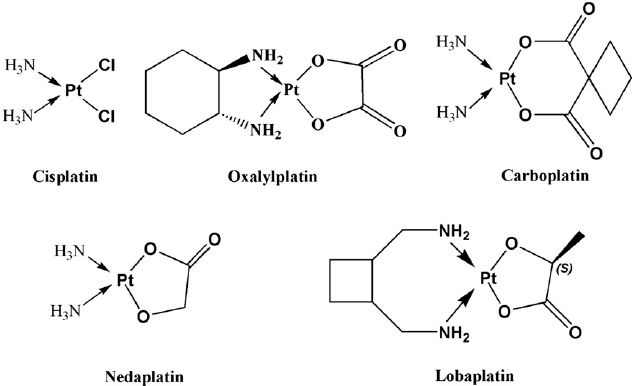 H₃N
H₃N
Pt
Cl
Cl
Cisplatin
NH₂
NH₂
Pt
O
O
O
O
Oxalylplatin
H₃N
H₃N
Pt
O
O
O
O
Carboplatin
H₃N
H₃N
Pt
O
O
O
Nedaplatin
NH₂
NH₂
Pt
O
O
O
(S)
Lobaplatin